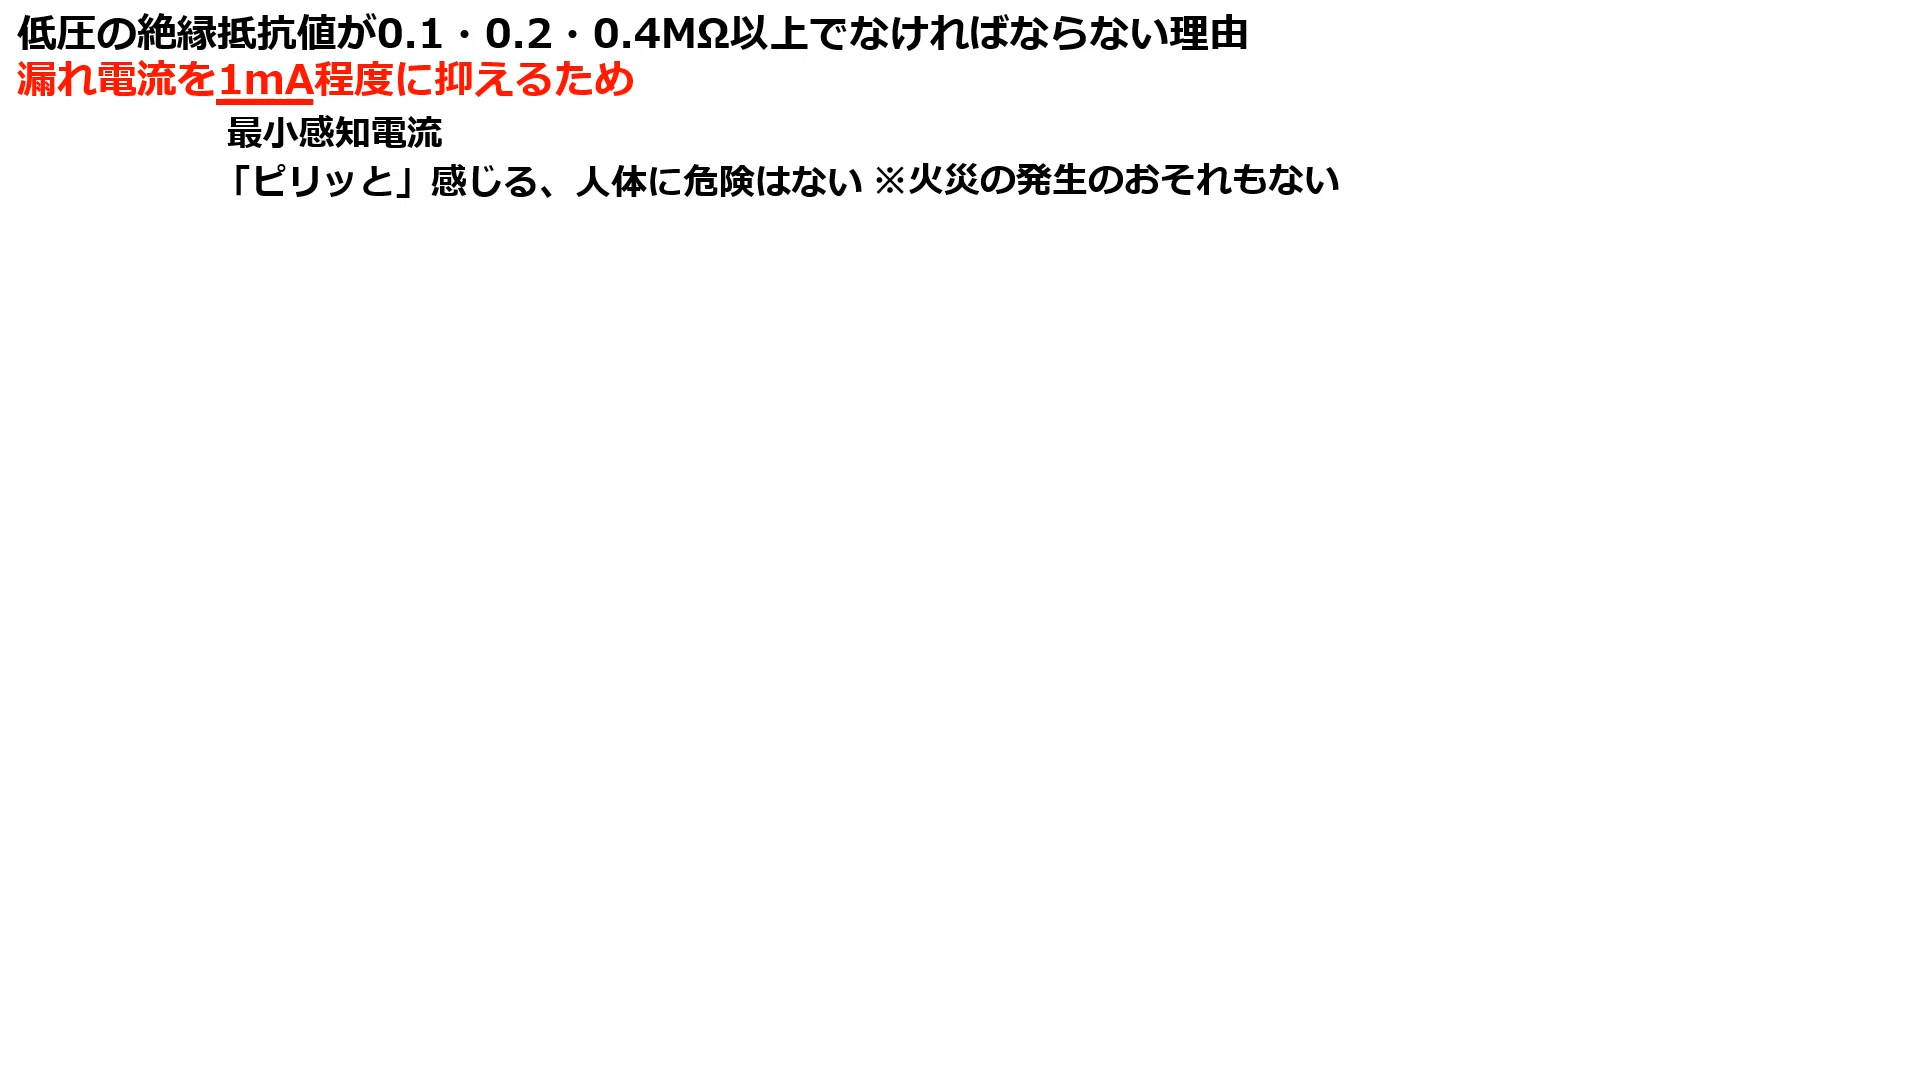 低圧の絶縁抵抗値が0.1・0.2・0.4MΩ以上でなければならない理由
漏れ電流を1mA程度に抑えるため
最小感知電流
「ピリッと」感じる、人体に危険はない ※火災の発生のおそれもない